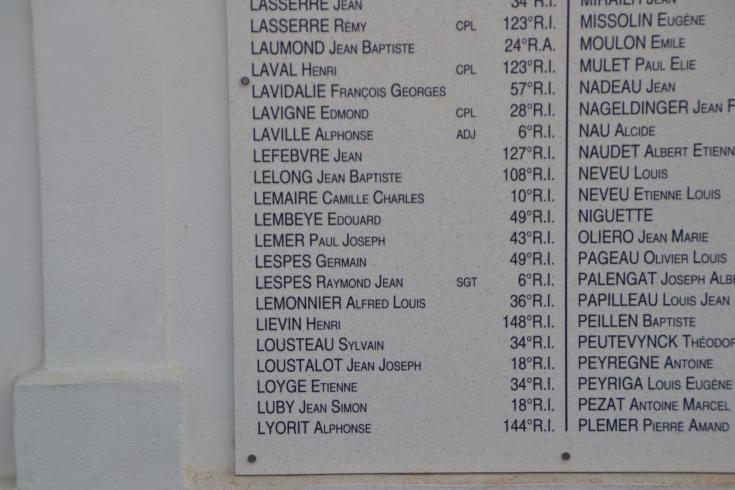 LASSERRE JEAN 34°R.I.
LASSERRE RÉMY CPL 123°R.I.
LAUMOND JEAN BAPTISTE 24°R.A.
LAVAL HENRI CPL 123°R.I.
LAVIDALIE FRANÇOIS GEORGES 57°R.I.
LAVIGNE EDMOND CPL 28°R.I.
LAVILLE ALPHONSE ADJ 6°R.I.
LEFEBVRE JEAN 127°R.I.
LELONG JEAN BAPTISTE 108°R.I.
LEMAIRE CAMILLE CHARLES 10°R.I.
LEMBEYE EDOUARD 49°R.I.
LEMER PAUL JOSEPH 43°R.I.
LESPES GERMAIN 49°R.I.
LESPES RAYMOND JEAN SGT 6°R.I.
LEMONNIER ALFRED LOUIS 36°R.I.
LIEVIN HENRI 148°R.I.
LOUSTEAU SYLVAIN 34°R.I.
LOUSTALOT JEAN JOSEPH 18°R.I.
LOYGE ETIENNE 34°R.I.
LUBY JEAN SIMON 18°R.I.
LYORIT ALPHONSE 144°R.I.
JEAN
MISSOLIN EUGÈNE
MOULON EMILE
MULET PAUL ELIE
NADEAU JEAN
NAGELDINGER JEAN F
NAU ALCIDE
NAUDET ALBERT ETIENN
NEVEU LOUIS
NEVEU ETIENNE LOUIS
NIGUETTE
OLIERO JEAN MARIE
PAGEAU OLIVIER LOUIS
PALENGAT JOSEPH ALBE
PAPILLEAU LOUIS JEAN
PEILLEN BAPTISTE
PEUTEVYNCK THÉODOR
PEYREGNE ANTOINE
PEYRIGA LOUIS EUGÈNE
PEZAT ANTOINE MARCEL
PLEMER PIERRE AMAND